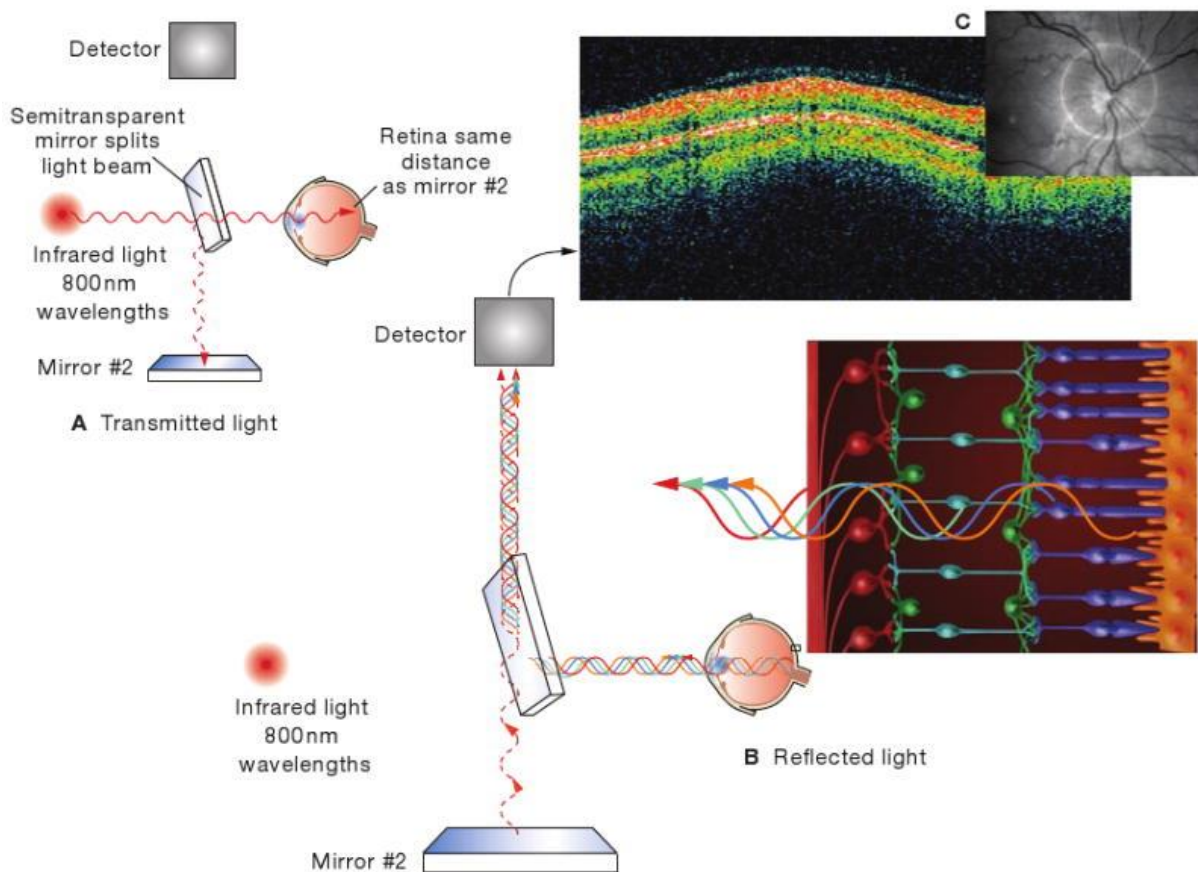 Detector
Semitransparent
mirror splits
light beam
Retina same
distance
as mirror #2
Infrared light
800nm
wavelengths
Mirror #2
A Transmitted light
C
Detector
Infrared light
800nm
wavelengths
B Reflected light
Mirror #2